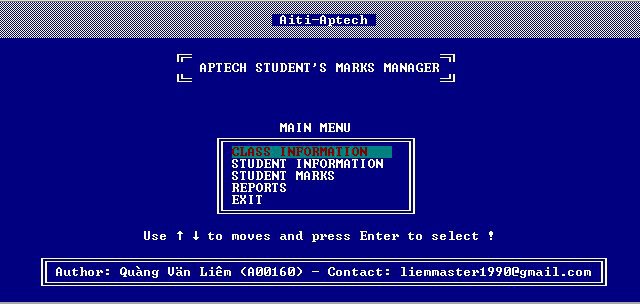 Aiti-Aptech
APTECH STUDENT'S MARKS MANAGER
MAIN MENU
CLASS INFORMATION
STUDENT INFORMATION
STUDENT MARKS
REPORTS
EXIT
Use ↑ ↓ to moves and press Enter to select !
Author: Quàng Văn Liêm (A00160) - Contact: liemmaster1990@gmail.com